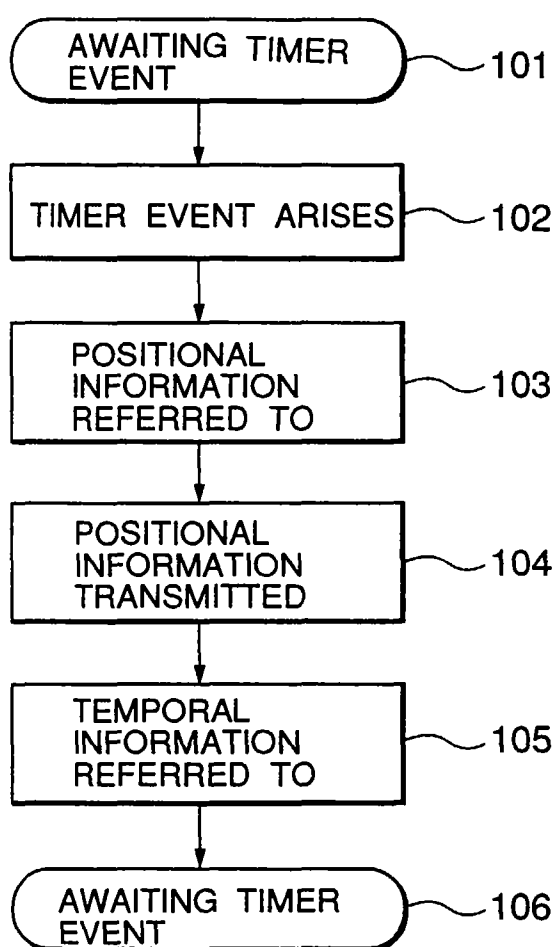 AWAITING TIMER
EVENT
101
TIMER EVENT ARISES
102
POSITIONAL
INFORMATION
REFERRED TO
103
POSITIONAL
INFORMATION
TRANSMITTED
104
TEMPORAL
INFORMATION
REFERRED TO
105
AWAITING TIMER
EVENT
106